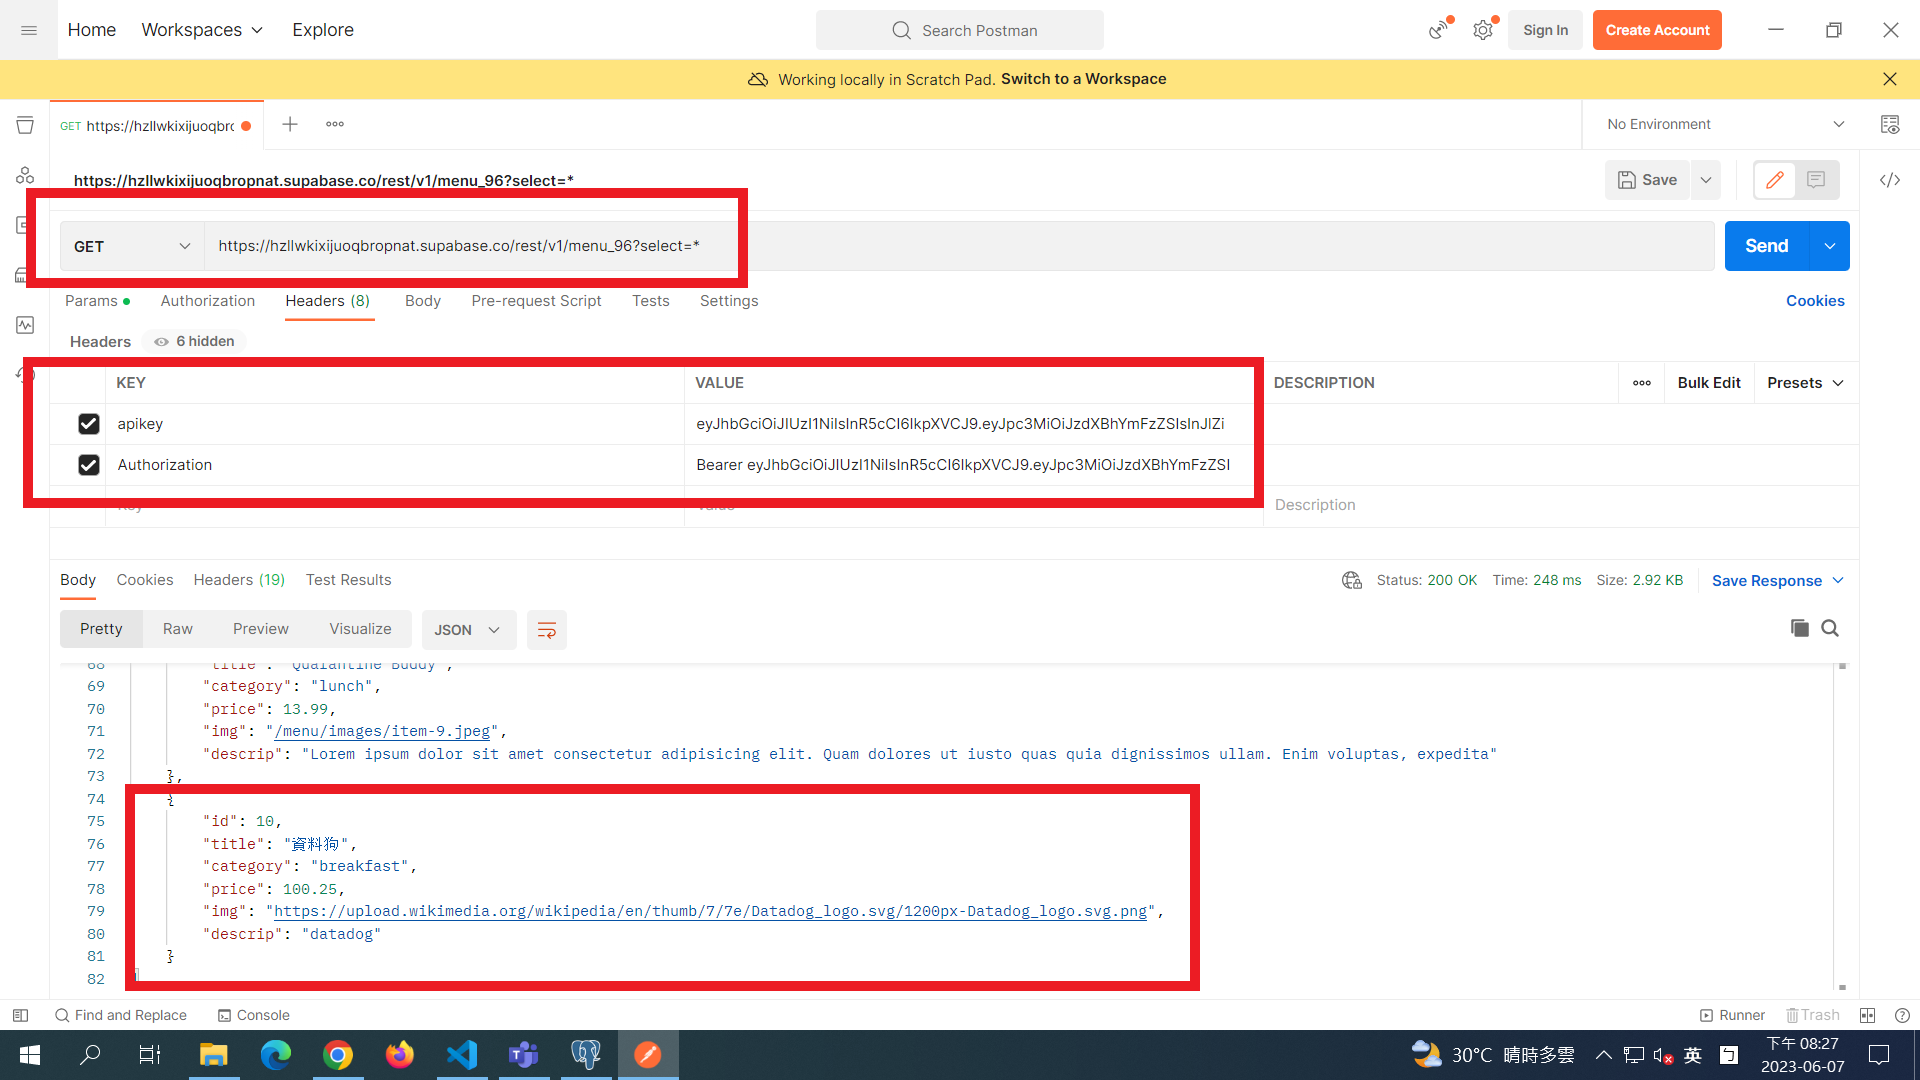 Home Workspaces Explore Search Postman Sign In Create Account
Working locally in Scratch Pad. Switch to a Workspace
GET https://hzllwkixijuoqbrc No Environment
https://hzllwkixijuoqbropnat.supabase.co/rest/v1/menu_96?select=* Save
GET https://hzllwkixijuoqbropnat.supabase.co/rest/v1/menu_96?select=* Send
Params Authorization Headers (8) Body Pre-request Script Tests Settings Cookies
Headers 6 hidden
KEY VALUE DESCRIPTION Bulk Edit Presets
apikey eyJhbGciOiJIUzI1NiIsInR5cCI6IkpXVCJ9.eyJpc3MiOiJzdXBhYmFzZSIsInJlZi
Authorization Bearer eyJhbGciOiJIUzI1NiIsInR5cCI6IkpXVCJ9.eyJpc3MiOiJzdXBhYmFzZSI
Key Value Description
Body Cookies Headers (19) Test Results Status: 200 OK Time: 248 ms Size: 2.92 KB Save Response
Pretty Raw Preview Visualize JSON
68 "title": "Quarantine Buddy",
69 "category": "lunch",
70 "price": 13.99,
71 "img": "/menu/images/item-9.jpeg",
72 "descrip": "Lorem ipsum dolor sit amet consectetur adipisicing elit. Quam dolores ut iusto quas quia dignissimos ullam. Enim voluptas, expedita"
73 },
74 {
75 "id": 10,
76 "title": "資料狗",
77 "category": "breakfast",
78 "price": 100.25,
79 "img": "https://upload.wikimedia.org/wikipedia/en/thumb/7/7e/Datadog_logo.svg/1200px-Datadog_logo.svg.png",
80 "descrip": "datadog"
81 }
82 ]
Find and Replace Console Runner Trash
30°C 晴時多雲 英 下午 08:27
2023-06-07